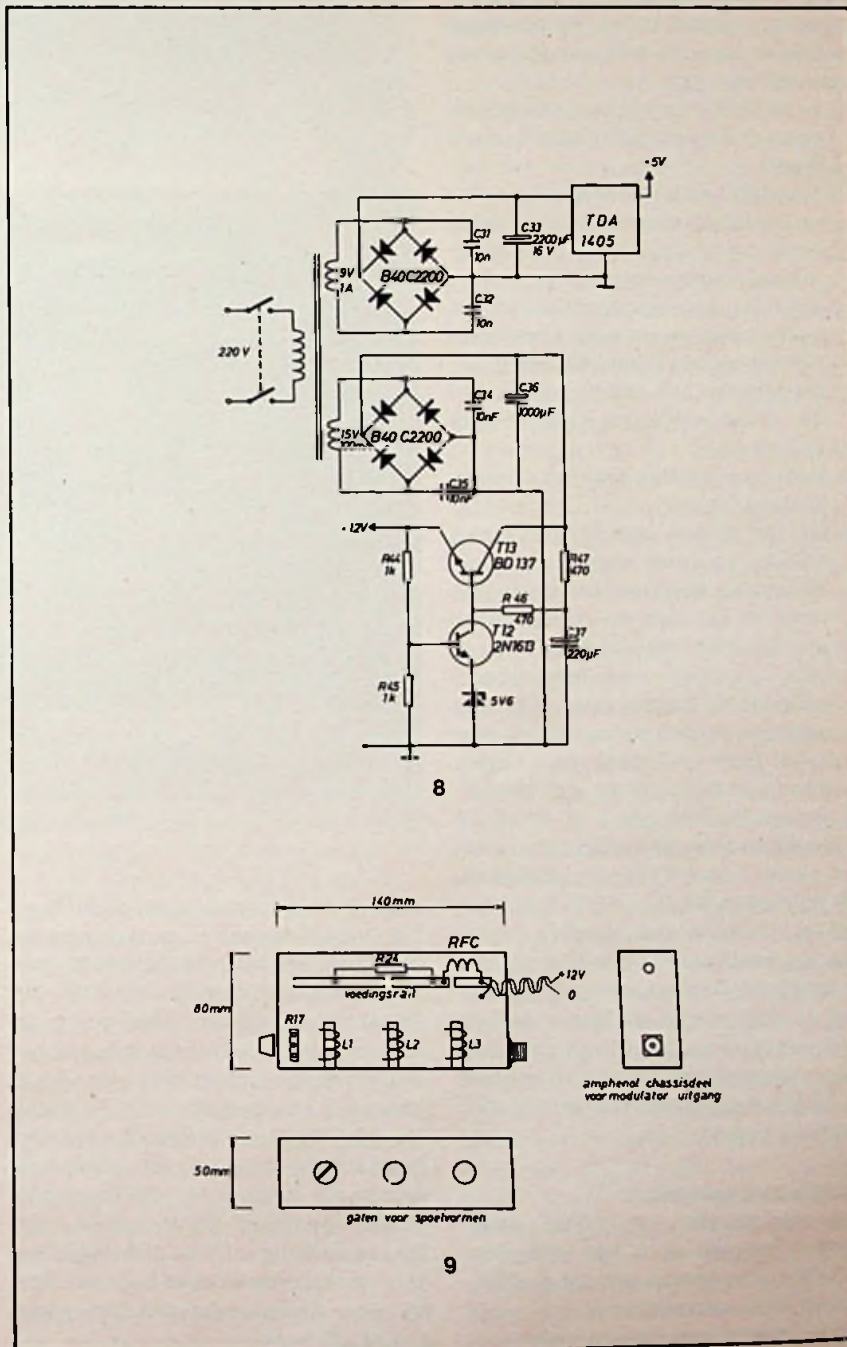 +5V
C31
10n
C33
2200µF
16 V
TDA
1405
9V
1A
B40C2200
C32
10n
220 V
C34
10nF
C36
1000µF
15V
B40 C2200
C35
10nF
+12V
R44
1k
T13
BD 137
R47
470
R 46
470
T12
2N1613
C37
220µF
R45
1k
5V6
8
140mm
RFC
R24
+12V
voedingsrail
0
80mm
R17
L1
L2
L3
amphenol chassisdeel
voor modulator uitgang
50mm
gaten voor spoelvormen
9